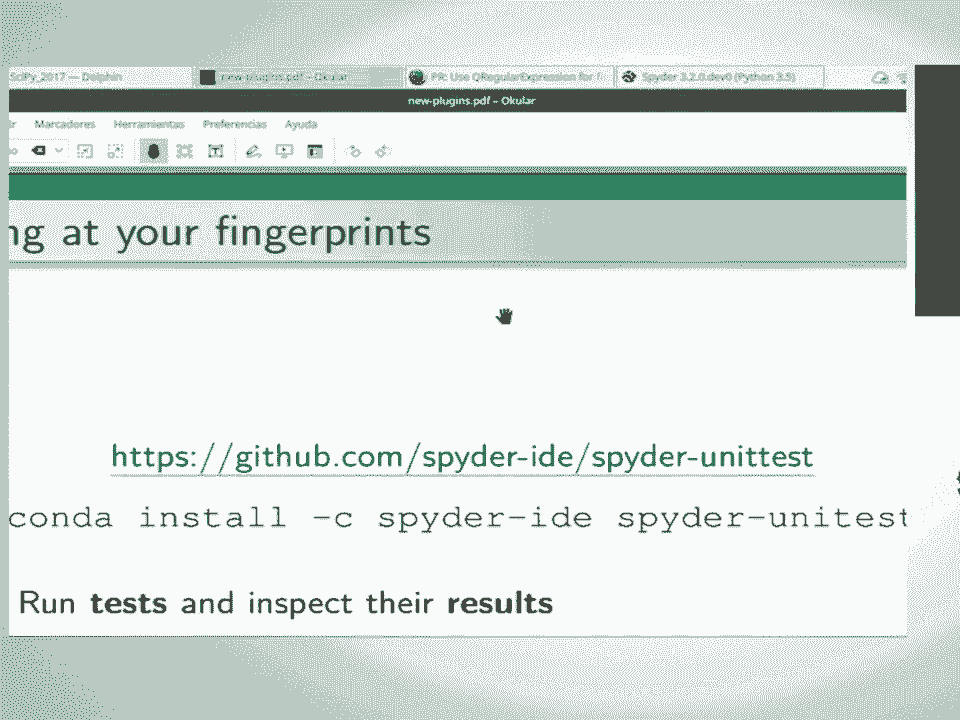 SciPy_2017 — Dolphin new-plugins.pdf – Okular PR: Use QRegularExpression for f Spyder 3.2.0.dev0 (Python 3.5)
new-plugins.pdf – Okular
ir Marcadores Herramientas Preferencias Ayuda
ng at your fingerprints
https://github.com/spyder-ide/spyder-unittest
conda install -c spyder-ide spyder-unitest
Run tests and inspect their results